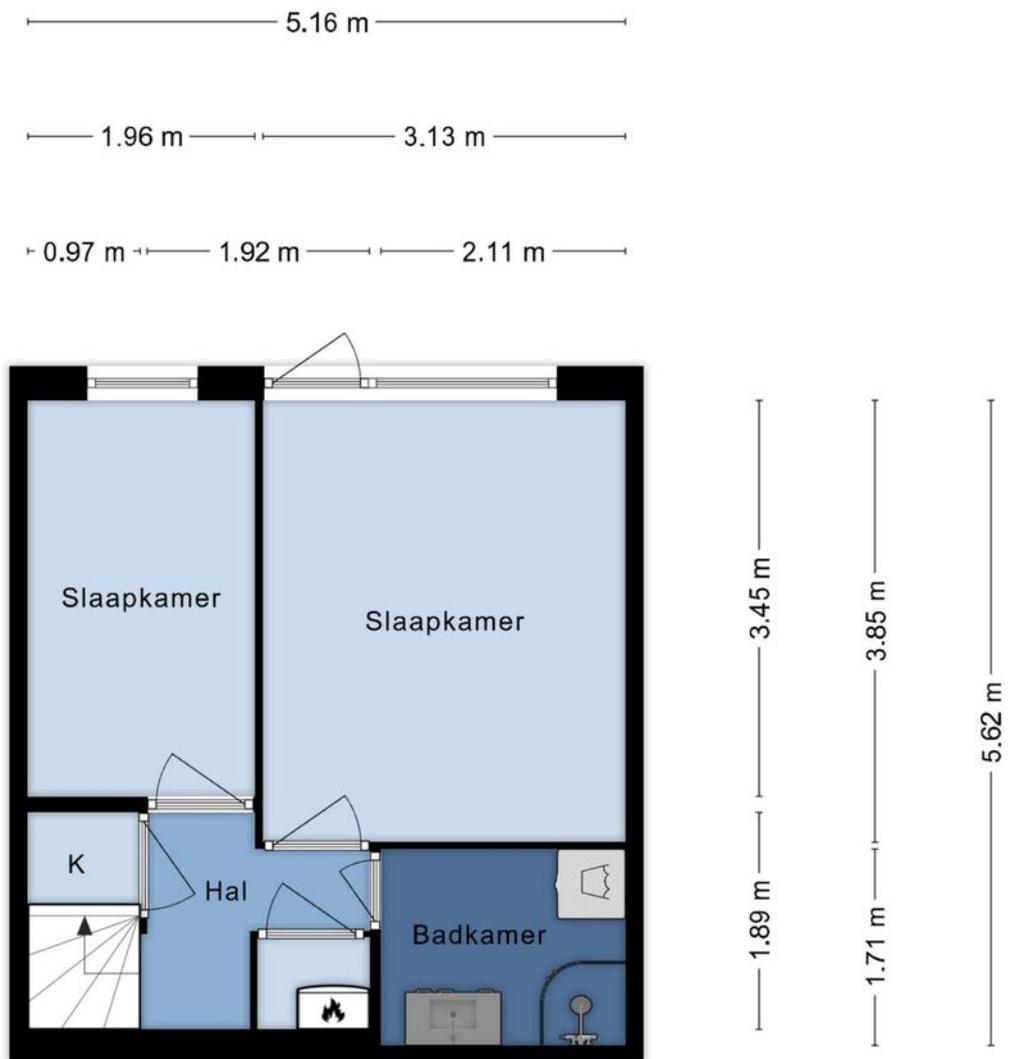 5.16 m
1.96 m 3.13 m
0.97 m 1.92 m 2.11 m
Slaapkamer
Slaapkamer
K
Hal
Badkamer
3.45 m
3.85 m
5.62 m
1.89 m
1.71 m